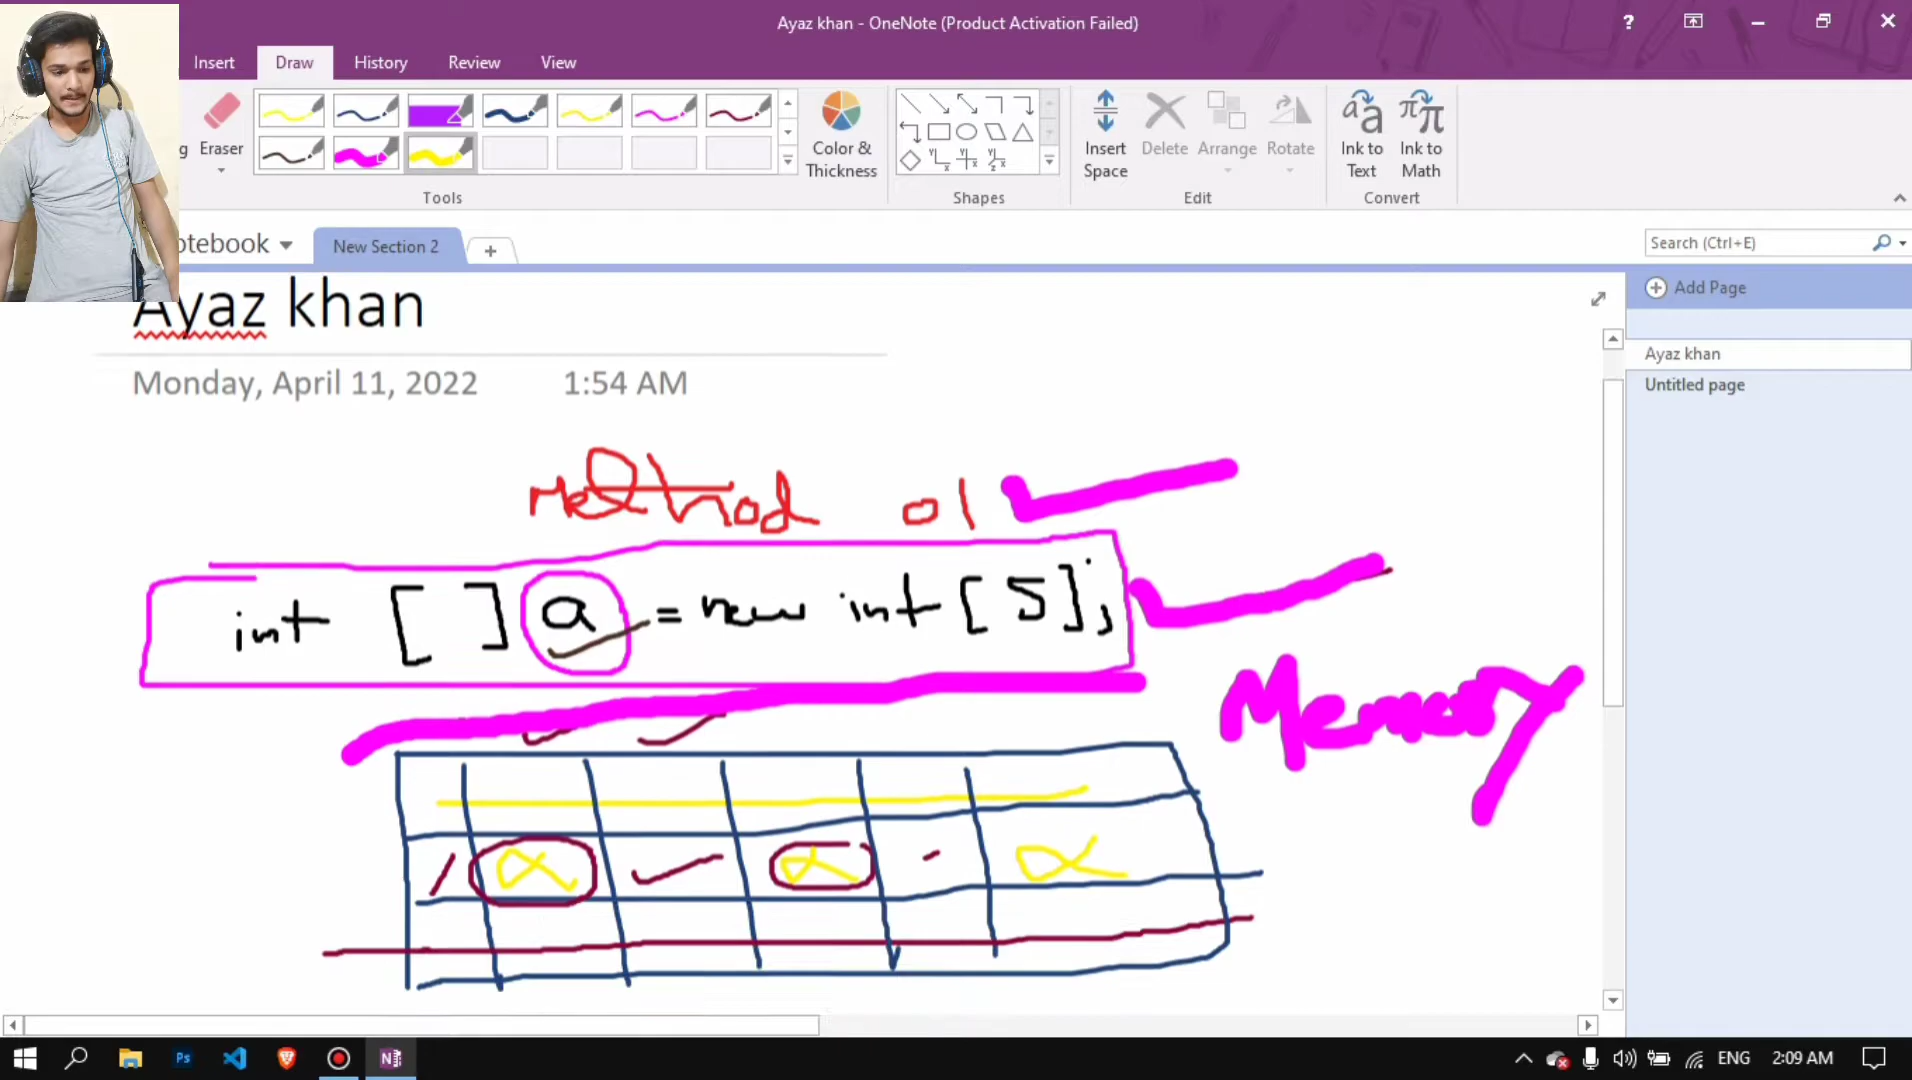 Ayaz khan - OneNote (Product Activation Failed)
Insert Draw History Review View
Eraser
Color & Thickness
Insert Space
Delete
Arrange
Rotate
Ink to Text
Ink to Math
Tools
Shapes
Edit
Convert
otebook
New Section 2
Search (Ctrl+E)
Add Page
Ayaz khan
Untitled page
Ayaz khan
Monday, April 11, 2022 1:54 AM
Method 01
int [ ] a = new int [5];
Memory
α α α
Ps
N
ENG 2:09 AM